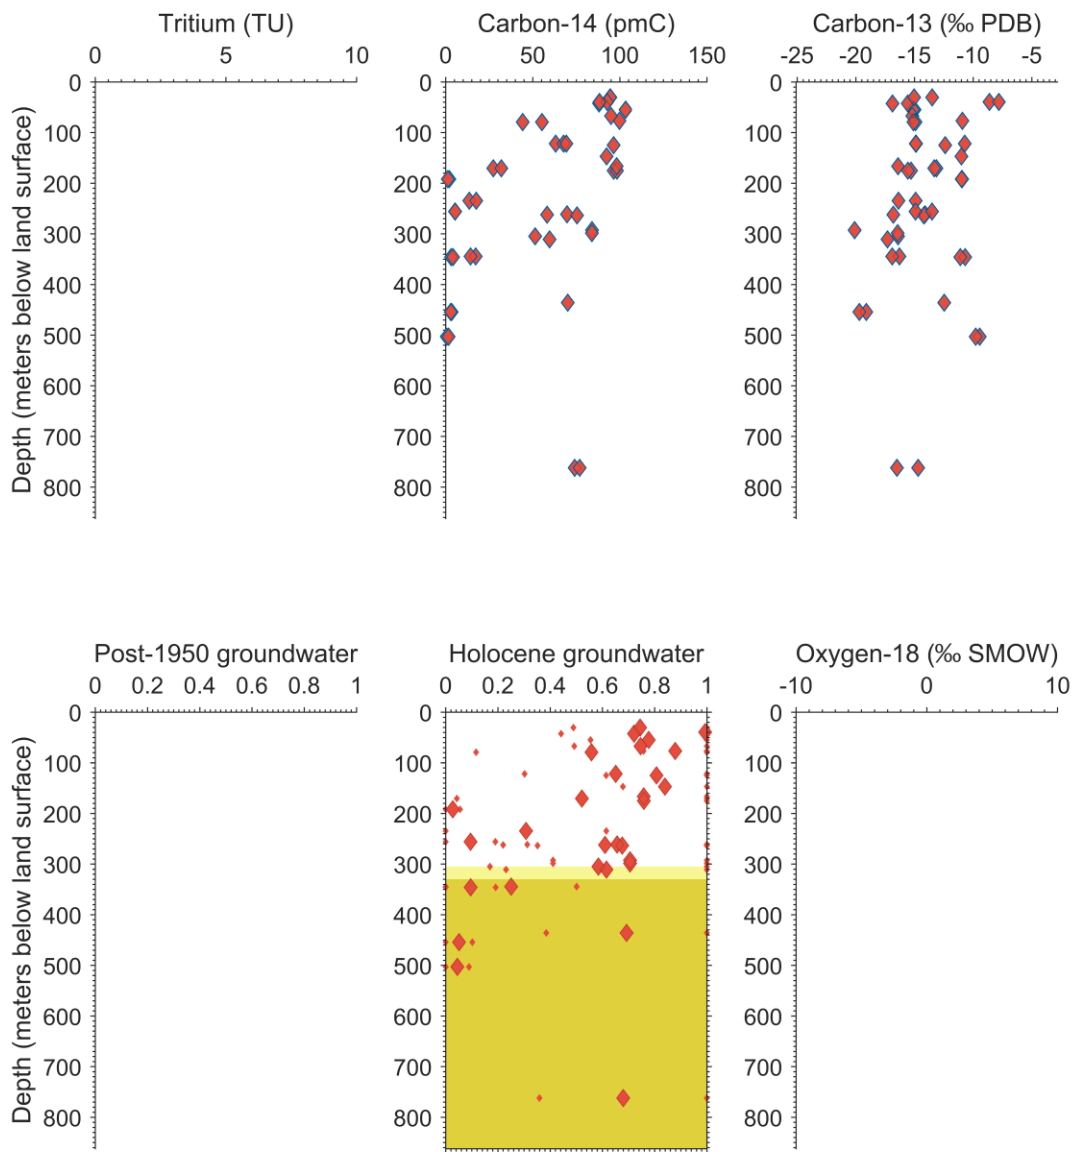 Tritium (TU) Carbon-14 (pmC) Carbon-13 (‰ PDB)
0 5 10 0 50 100 150 -25 -20 -15 -10 -5
0 0 0
100 100 100
200 200 200
300 300 300
400 400 400
500 500 500
600 600 600
700 700 700
800 800 800
Depth (meters below land surface)
Post-1950 groundwater Holocene groundwater Oxygen-18 (‰ SMOW)
0 0.2 0.4 0.6 0.8 1 0 0.2 0.4 0.6 0.8 1 -10 0 10
0 0 0
100 100 100
200 200 200
300 300 300
400 400 400
500 500 500
600 600 600
700 700 700
800 800 800
Depth (meters below land surface)